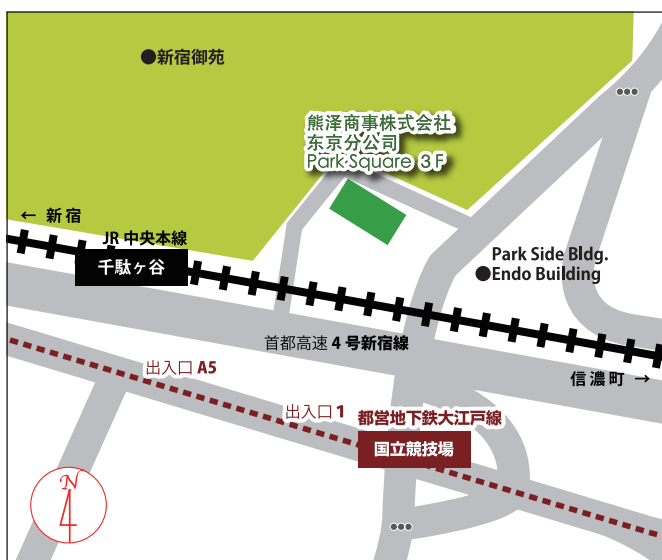 ●新宿御苑
熊泽商事株式会社
东京分公司
Park Square 3F
← 新宿
JR 中央本線
千駄ヶ谷
Park Side Bldg.
●Endo Building
首都高速 4 号新宿線
信濃町 →
出入口 A5
出入口 1
都営地下鉄大江戸線
国立競技場
N